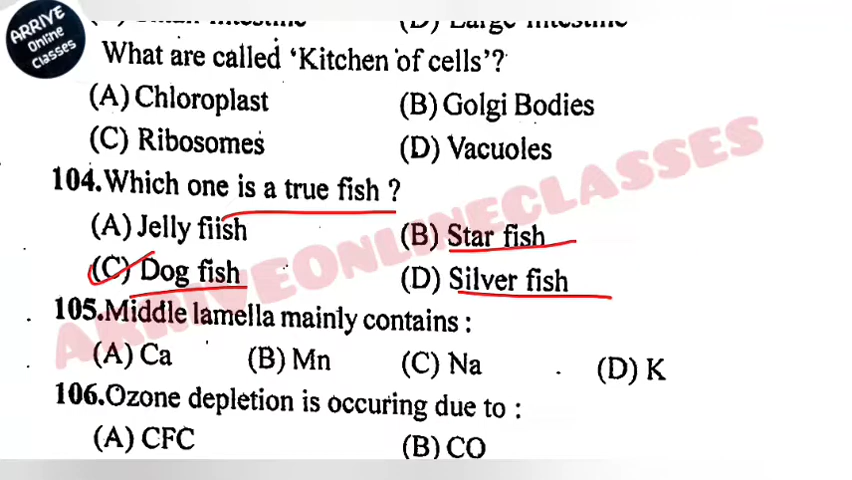 ARRIVE
Online
Classes
(D) Large Intestine
What are called 'Kitchen of cells'?
(A) Chloroplast (B) Golgi Bodies
(C) Ribosomes (D) Vacuoles
104. Which one is a true fish ?
(A) Jelly fiish (B) Star fish
(C) Dog fish (D) Silver fish
105. Middle lamella mainly contains :
(A) Ca (B) Mn (C) Na (D) K
106. Ozone depletion is occuring due to :
(A) CFC (B) CO
ARRIVEONLINECLASSES